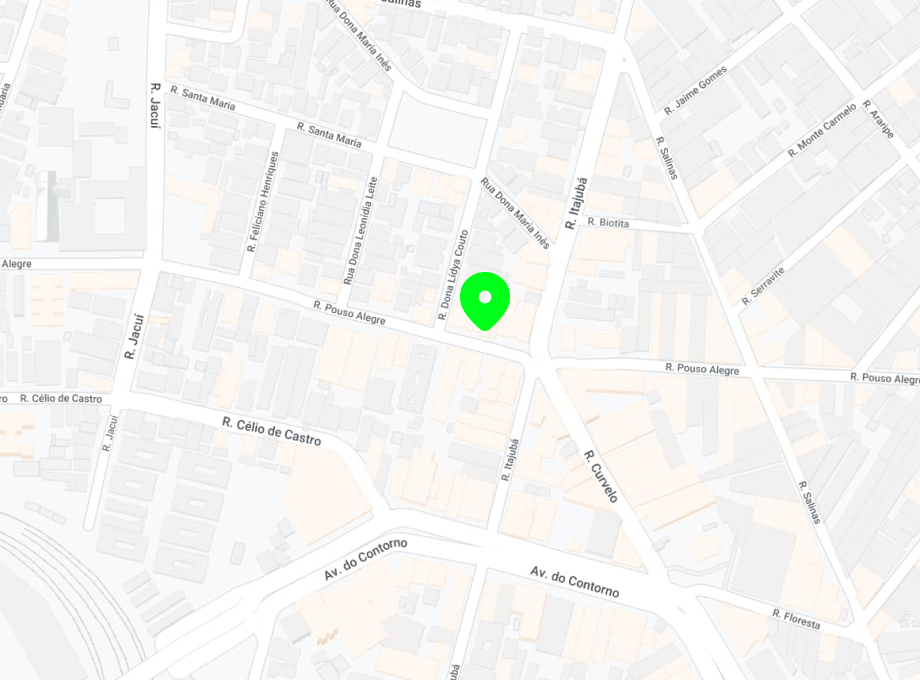 Rua Dona Maria Inês
R. Jacuí
R. Santa Maria
R. Santa Maria
R. Jaime Gomes
R. Monte Carmelo
R. Araripe
R. Salinas
R. Feliciano Henriques
Rua Dona Leonídia Leite
Rua Dona Maria Inês
R. Itajubá
R. Biotita
R. Dona Lídya Couto
Alegre
R. Serravite
R. Pouso Alegre
R. Jacuí
R. Pouso Alegre
R. Pouso Alegre
R. Célio de Castro
R. Célio de Castro
R. Jacuí
R. Itajubá
R. Curvelo
R. Salinas
Av. do Contorno
Av. do Contorno
R. Floresta